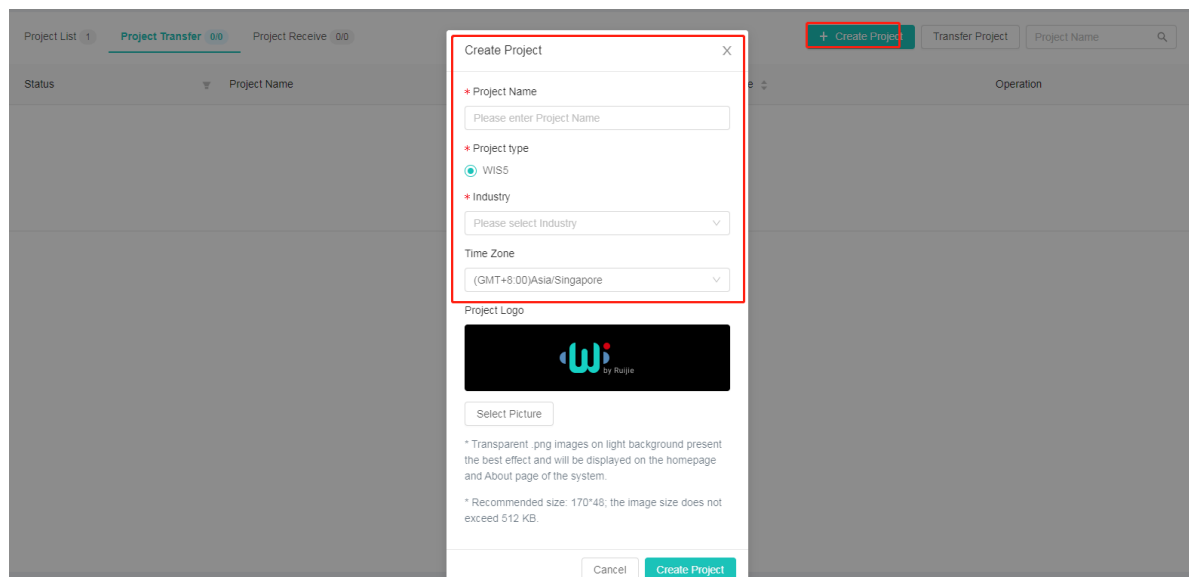 Project List 1 Project Transfer 0/0 Project Receive 0/0 + Create Project Transfer Project Project Name
Status Project Name e Operation
Create Project X
* Project Name
Please enter Project Name
* Project type
WIS5
* Industry
Please select Industry
Time Zone
(GMT+8:00)Asia/Singapore
Project Logo
Wi
by Ruijie
Select Picture
* Transparent .png images on light background present
the best effect and will be displayed on the homepage
and About page of the system.
* Recommended size: 170*48; the image size does not
exceed 512 KB.
Cancel Create Project